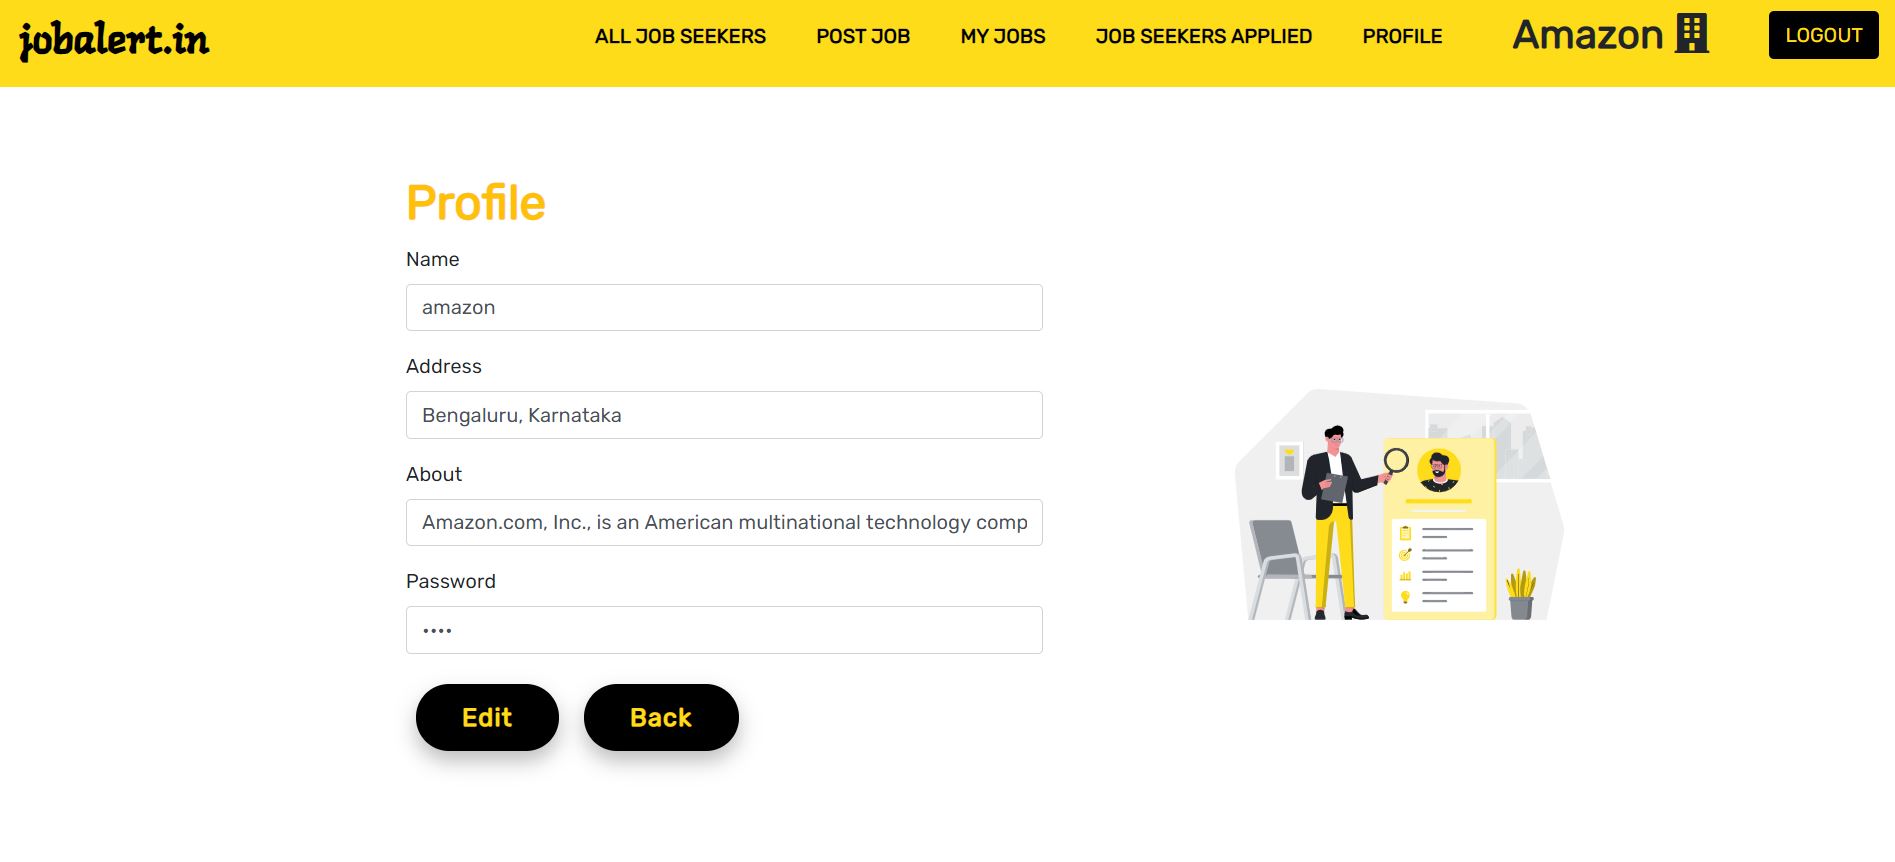 jobalert.in
ALL JOB SEEKERS POST JOB MY JOBS JOB SEEKERS APPLIED PROFILE Amazon LOGOUT
Profile
Name
amazon
Address
Bengaluru, Karnataka
About
Amazon.com, Inc., is an American multinational technology comp
Password
••••
Edit Back